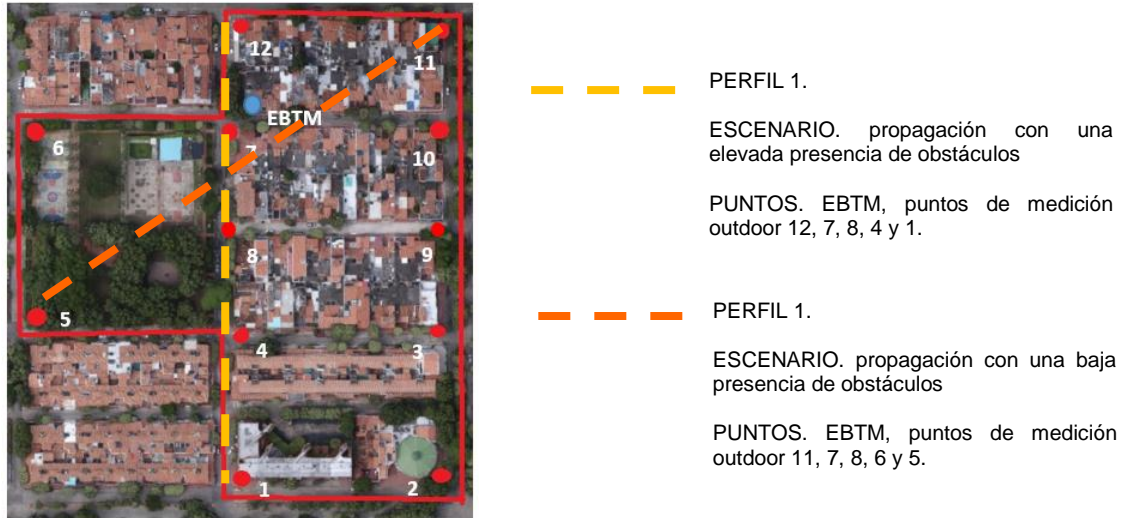 12
11
EBTM
6
7
10
8
9
5
4
3
1
2
PERFIL 1.
ESCENARIO. propagación con una
elevada presencia de obstáculos
PUNTOS. EBTM, puntos de medición
outdoor 12, 7, 8, 4 y 1.
PERFIL 1.
ESCENARIO. propagación con una baja
presencia de obstáculos
PUNTOS. EBTM, puntos de medición
outdoor 11, 7, 8, 6 y 5.